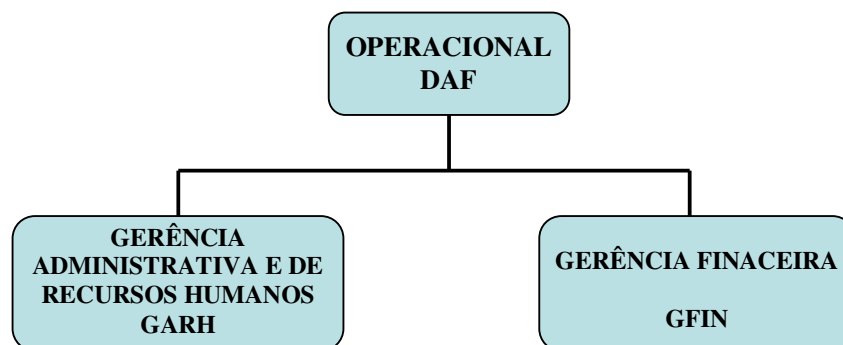 OPERACIONAL
DAF
GERÊNCIA
ADMINISTRATIVA E DE
RECURSOS HUMANOS
GARH
GERÊNCIA FINACEIRA
GFIN